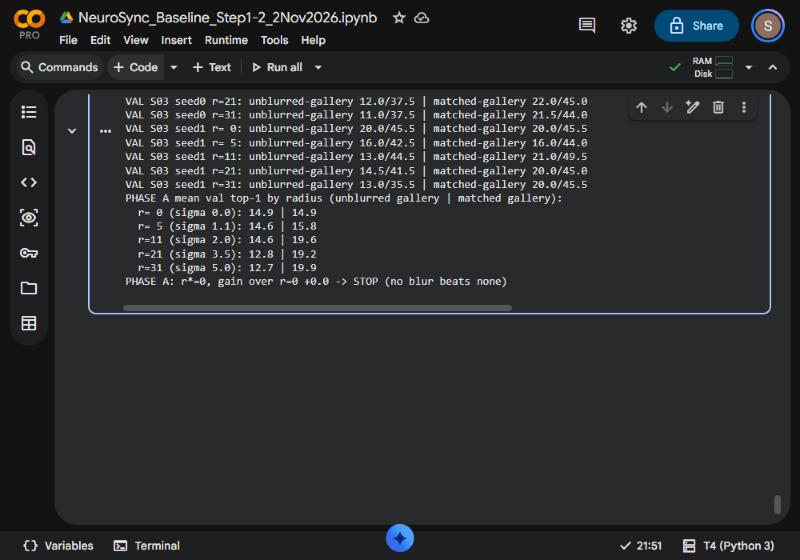 PRO
NeuroSync_Baseline_Step1-2_2Nov2026.ipynb
File Edit View Insert Runtime Tools Help
Share
S
Commands + Code + Text Run all
RAM
Disk
VAL S03 seed0 r=21: unblurred-gallery 12.0/37.5 | matched-gallery 22.0/45.0
VAL S03 seed0 r=31: unblurred-gallery 11.0/37.5 | matched-gallery 21.5/44.0
VAL S03 seed1 r= 0: unblurred-gallery 20.0/45.5 | matched-gallery 20.0/45.5
VAL S03 seed1 r= 5: unblurred-gallery 16.0/42.5 | matched-gallery 16.0/44.0
VAL S03 seed1 r=11: unblurred-gallery 13.0/44.5 | matched-gallery 21.0/49.5
VAL S03 seed1 r=21: unblurred-gallery 14.5/41.5 | matched-gallery 20.0/45.0
VAL S03 seed1 r=31: unblurred-gallery 13.0/35.5 | matched-gallery 20.0/45.5
PHASE A mean val top-1 by radius (unblurred gallery | matched gallery):
r= 0 (sigma 0.0): 14.9 | 14.9
r= 5 (sigma 1.1): 14.6 | 15.8
r=11 (sigma 2.0): 14.6 | 19.6
r=21 (sigma 3.5): 12.8 | 19.2
r=31 (sigma 5.0): 12.7 | 19.9
PHASE A: r*=0, gain over r=0 +0.0 -> STOP (no blur beats none)
Variables Terminal
21:51 T4 (Python 3)